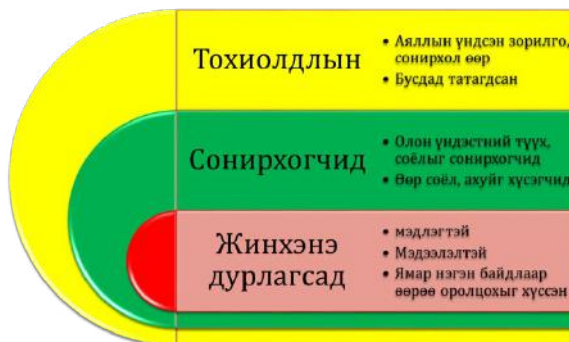 Тохиолдлын
• Аяллын үндсэн зорилго,
сонирхол өөр
• Бусдад татагдсан
Сонирхогчид
• Олон үндэстний түүх,
соёлыг сонирхогчид
• Өөр соёл, ахуйг хүсэгчид
Жинхэнэ
дурлагсад
• мэдлэгтэй
• Мэдээлэлтэй
• Ямар нэгэн байдлаар
өөрөө оролцохыг хүссэн